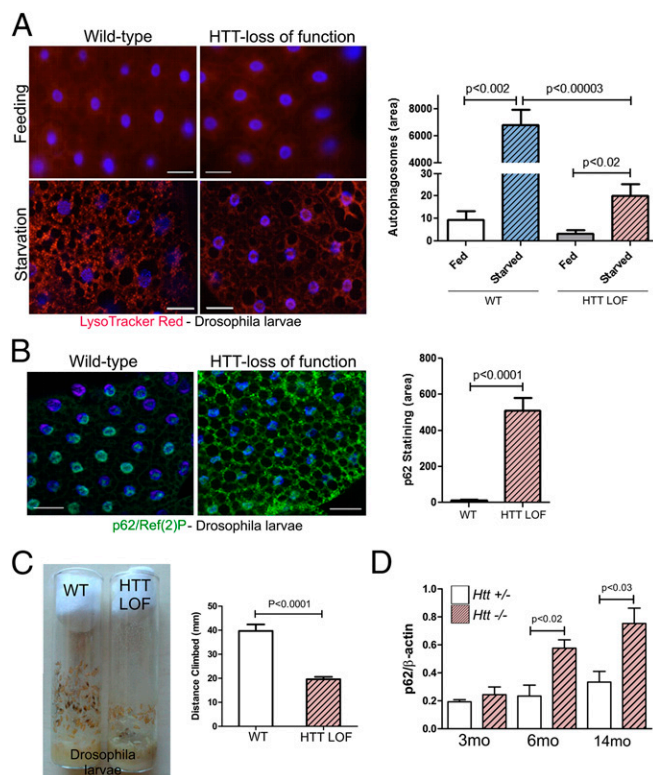 A
Wild-type
HTT-loss of function
Feeding
Starvation
LysoTracker Red - Drosophila larvae
Autophagosomes (area)
8000
6000
4000
30
20
10
0
p<0.002
p<0.00003
p<0.02
Fed
Starved
Fed
Starved
WT
HTT LOF
B
Wild-type
HTT-loss of function
p62/Ref(2)P - Drosophila larvae
p62 Statining (area)
800
600
400
200
0
p<0.0001
WT
HTT LOF
C
WT
HTT
LOF
Drosophila
larvae
Distance Climbed (mm)
60
40
20
0
P<0.0001
WT
HTT LOF
D
Htt +/-
Htt -/-
p62/β-actin
1.0
0.8
0.6
0.4
0.2
0.0
p<0.02
p<0.03
3mo
6mo
14mo